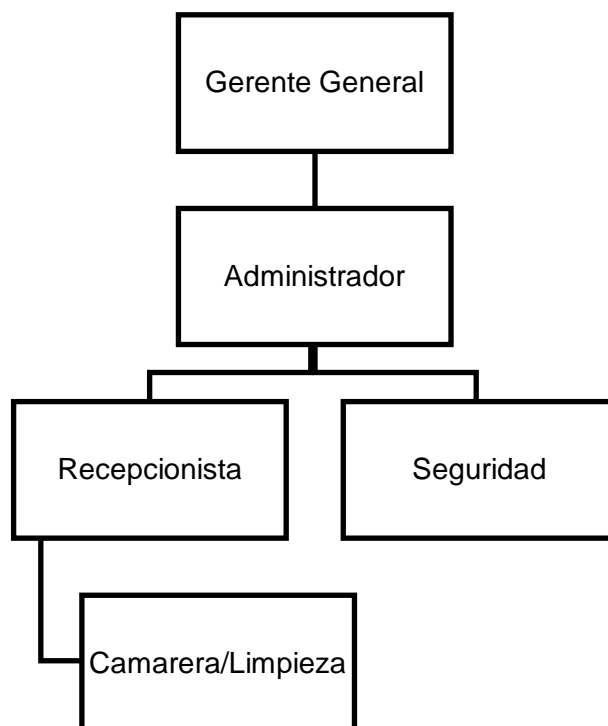 Gerente General
Administrador
Recepcionista
Seguridad
Camarera/Limpieza